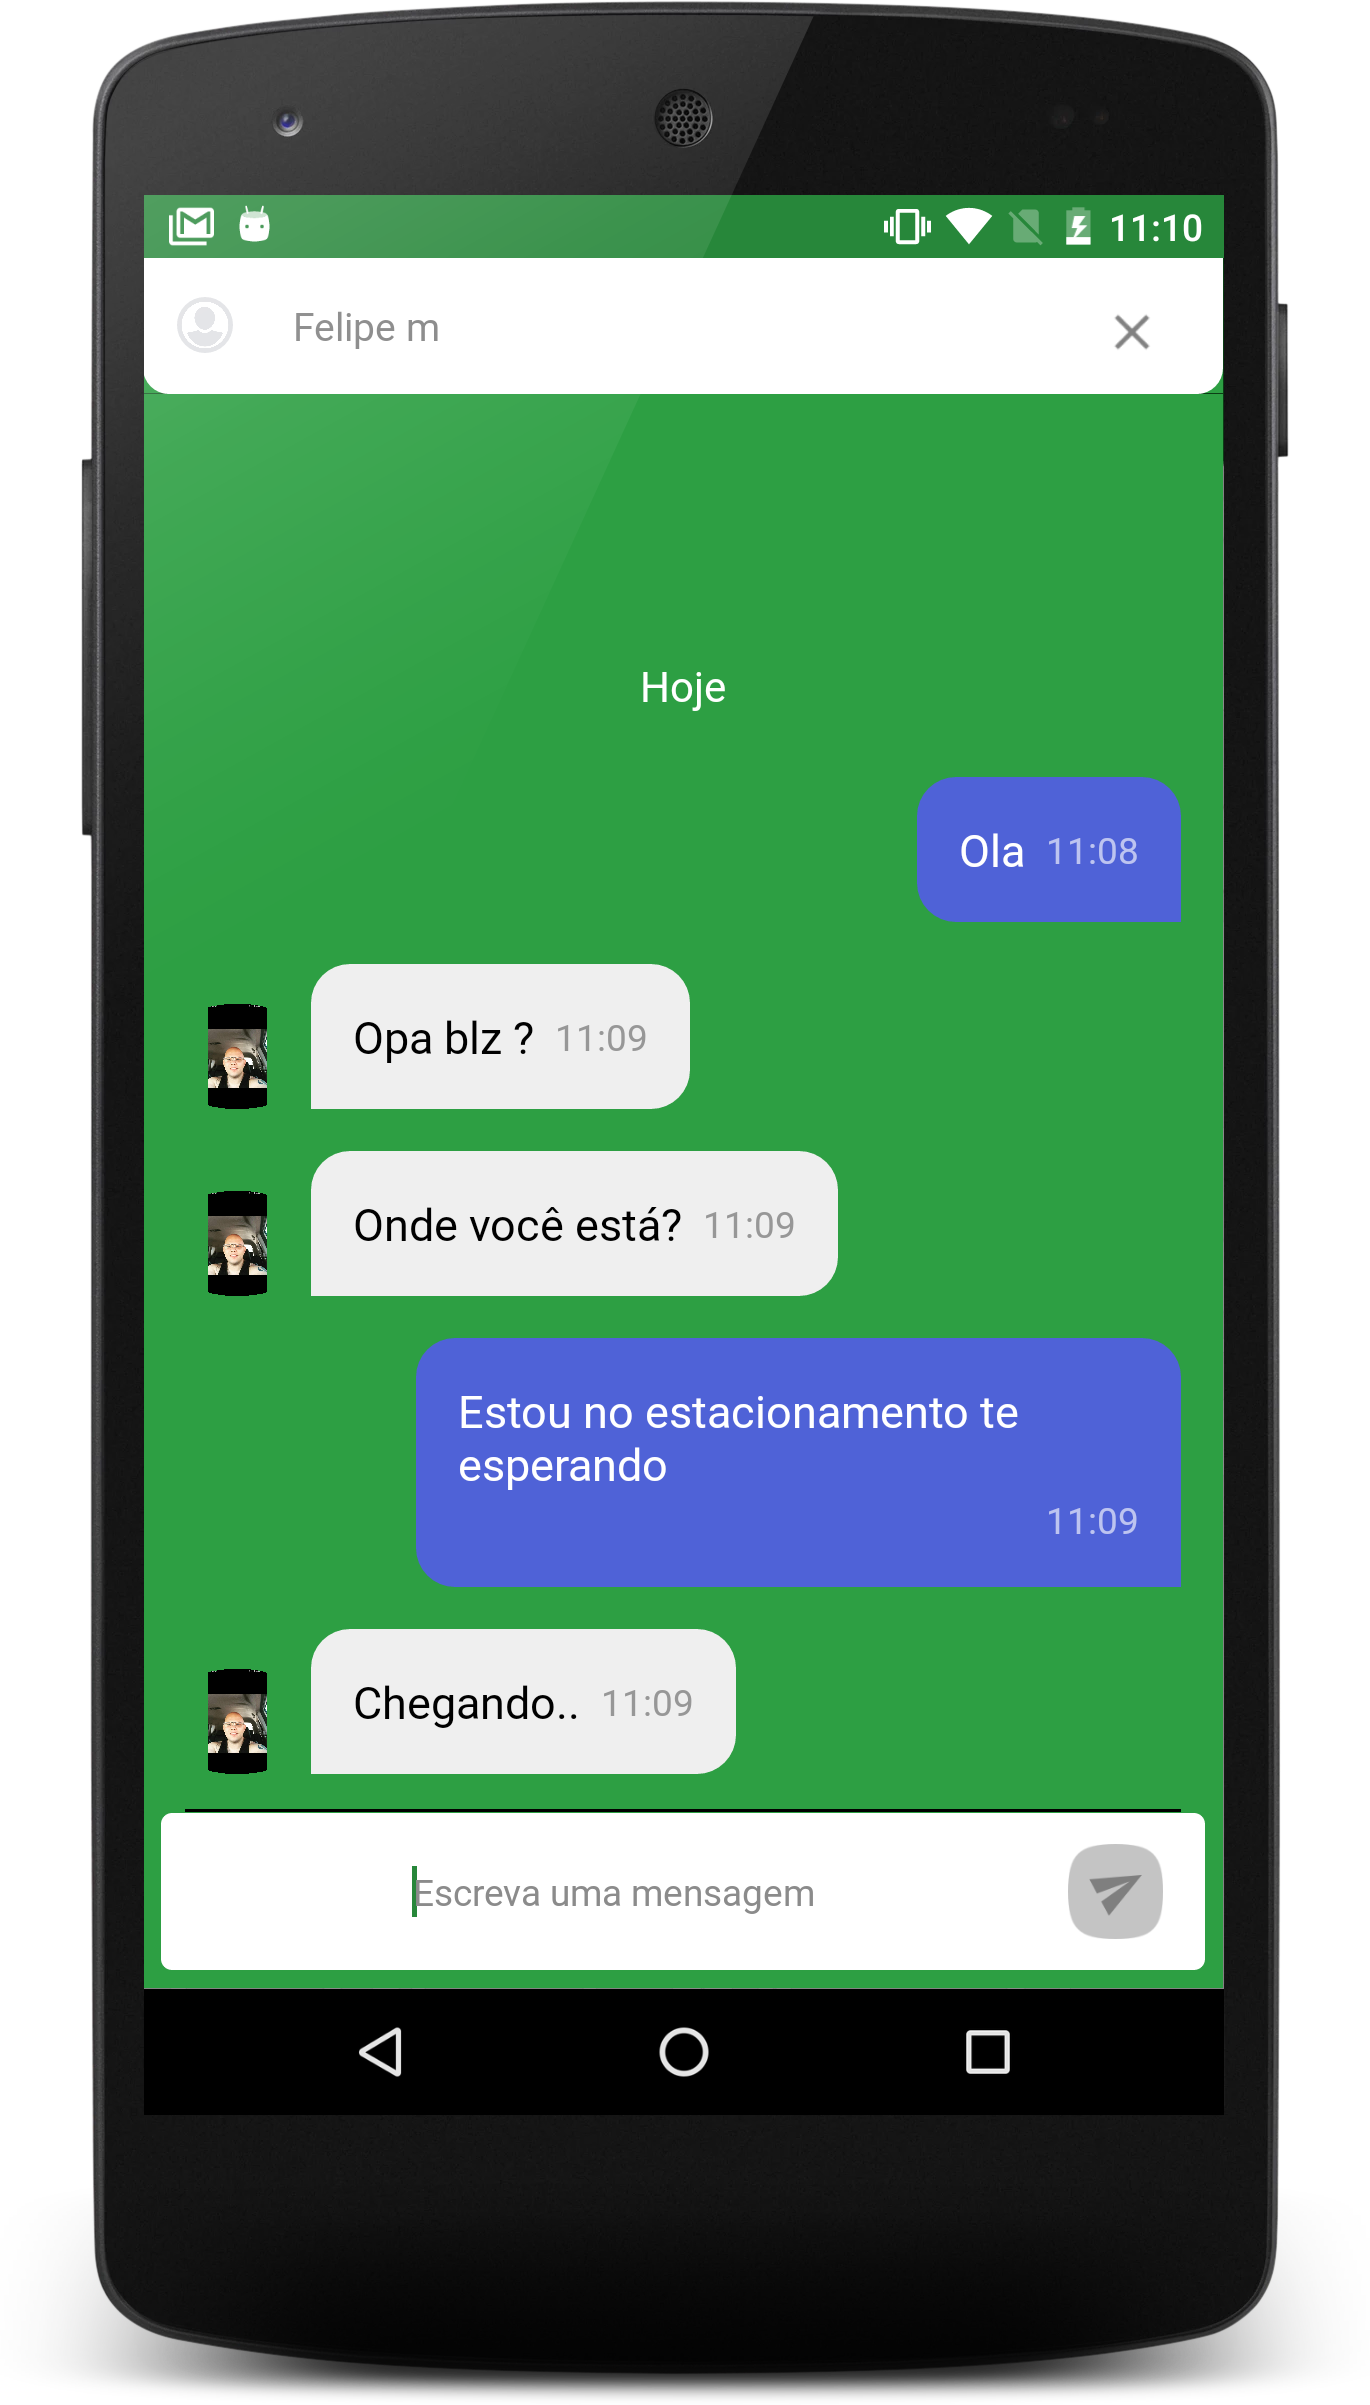 11:10
Felipe m
Hoje
Ola 11:08
Opa blz ? 11:09
Onde você está? 11:09
Estou no estacionamento te
esperando
11:09
Chegando.. 11:09
Escreva uma mensagem